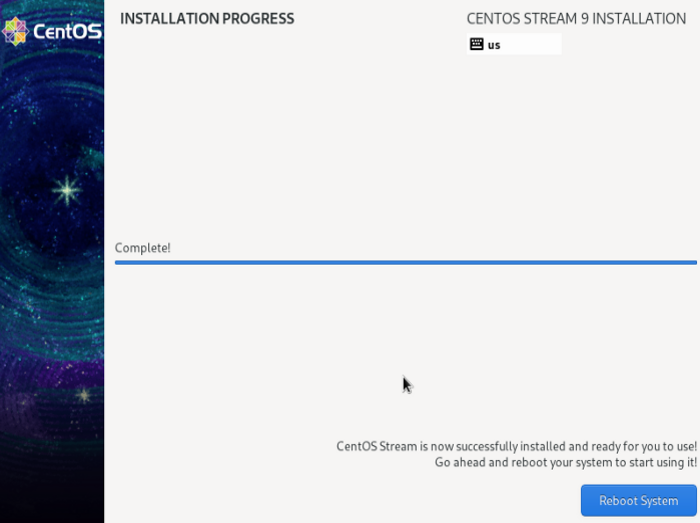 CentOS
INSTALLATION PROGRESS
CENTOS STREAM 9 INSTALLATION
us
Complete!
CentOS Stream is now successfully installed and ready for you to use!
Go ahead and reboot your system to start using it!
Reboot System